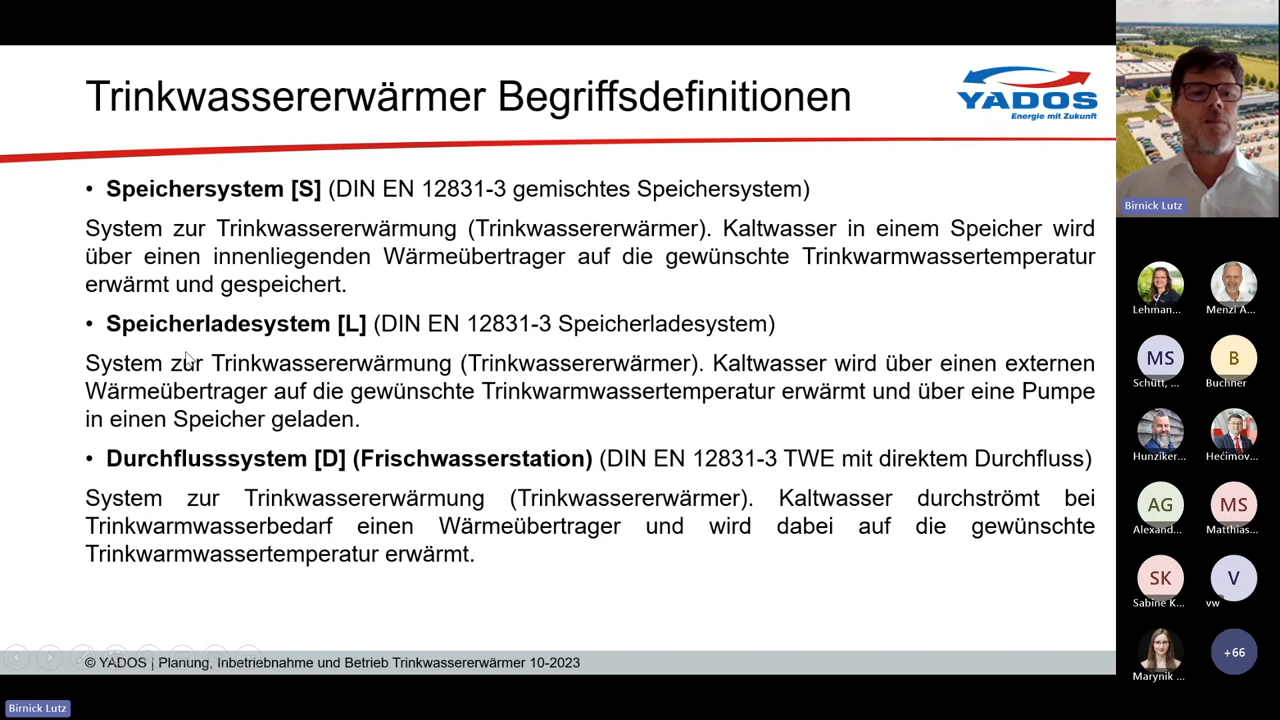 Trinkwassererwärmer Begriffsdefinitionen
YADOS
Energie mit Zukunft
• Speichersystem [S] (DIN EN 12831-3 gemischtes Speichersystem)
System zur Trinkwassererwärmung (Trinkwassererwärmer). Kaltwasser in einem Speicher wird
über einen innenliegenden Wärmeübertrager auf die gewünschte Trinkwarmwassertemperatur
erwärmt und gespeichert.
• Speicherladesystem [L] (DIN EN 12831-3 Speicherladesystem)
System zur Trinkwassererwärmung (Trinkwassererwärmer). Kaltwasser wird über einen externen
Wärmeübertrager auf die gewünschte Trinkwarmwassertemperatur erwärmt und über eine Pumpe
in einen Speicher geladen.
• Durchflusssystem [D] (Frischwasserstation) (DIN EN 12831-3 TWE mit direktem Durchfluss)
System zur Trinkwassererwärmung (Trinkwassererwärmer). Kaltwasser durchströmt bei
Trinkwarmwasserbedarf einen Wärmeübertrager und wird dabei auf die gewünschte
Trinkwarmwassertemperatur erwärmt.
© YADOS | Planung, Inbetriebnahme und Betrieb Trinkwassererwärmer 10-2023
Birnick Lutz
Birnick Lutz
Lehman...
Menzi A...
MS
B
Schütt, ...
Buchner
Hunziker...
Hećimov...
AG
MS
Alexand...
Matthias...
SK
V
Sabine K...
vw
+66
Marynik ...